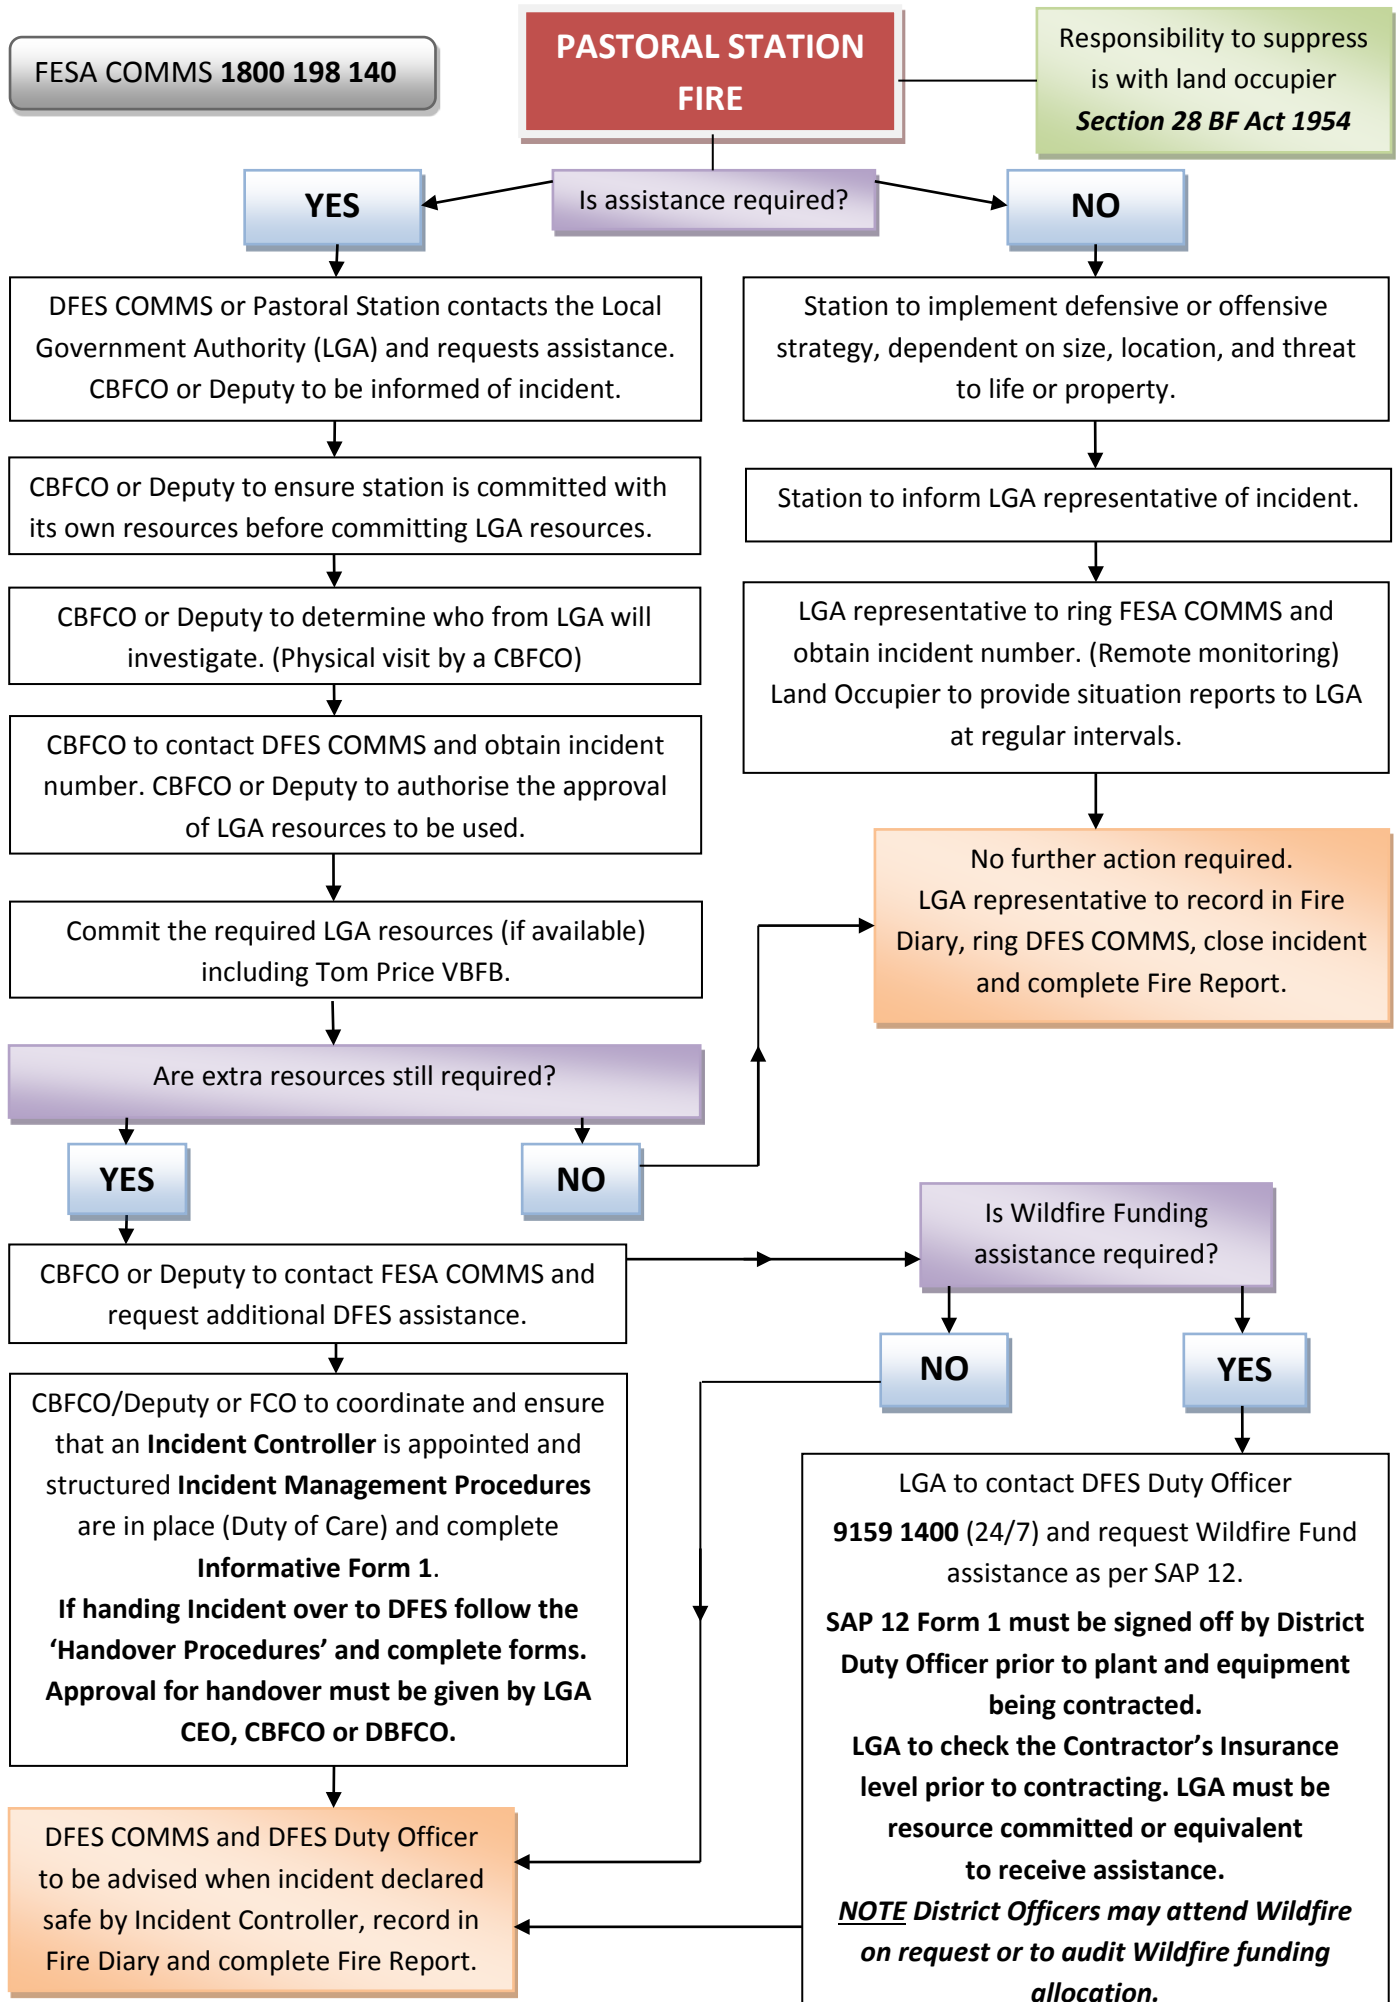 FESA COMMS 1800 198 140
PASTORAL STATION
FIRE
Responsibility to suppress
is with land occupier
Section 28 BF Act 1954
Is assistance required?
YES
NO
DFES COMMS or Pastoral Station contacts the Local
Government Authority (LGA) and requests assistance.
CBFCO or Deputy to be informed of incident.
CBFCO or Deputy to ensure station is committed with
its own resources before committing LGA resources.
CBFCO or Deputy to determine who from LGA will
investigate. (Physical visit by a CBFCO)
CBFCO to contact DFES COMMS and obtain incident
number. CBFCO or Deputy to authorise the approval
of LGA resources to be used.
Commit the required LGA resources (if available)
including Tom Price VBFB.
Station to implement defensive or offensive
strategy, dependent on size, location, and threat
to life or property.
Station to inform LGA representative of incident.
LGA representative to ring FESA COMMS and
obtain incident number. (Remote monitoring)
Land Occupier to provide situation reports to LGA
at regular intervals.
No further action required.
LGA representative to record in Fire
Diary, ring DFES COMMS, close incident
and complete Fire Report.
Are extra resources still required?
YES
NO
CBFCO or Deputy to contact FESA COMMS and
request additional DFES assistance.
Is Wildfire Funding
assistance required?
NO
YES
CBFCO/Deputy or FCO to coordinate and ensure
that an Incident Controller is appointed and
structured Incident Management Procedures
are in place (Duty of Care) and complete
Informative Form 1.
If handing Incident over to DFES follow the
‘Handover Procedures’ and complete forms.
Approval for handover must be given by LGA
CEO, CBFCO or DBFCO.
LGA to contact DFES Duty Officer
9159 1400 (24/7) and request Wildfire Fund
assistance as per SAP 12.
SAP 12 Form 1 must be signed off by District
Duty Officer prior to plant and equipment
being contracted.
LGA to check the Contractor’s Insurance
level prior to contracting. LGA must be
resource committed or equivalent
to receive assistance.
NOTE District Officers may attend Wildfire
on request or to audit Wildfire funding
allocation.
DFES COMMS and DFES Duty Officer
to be advised when incident declared
safe by Incident Controller, record in
Fire Diary and complete Fire Report.